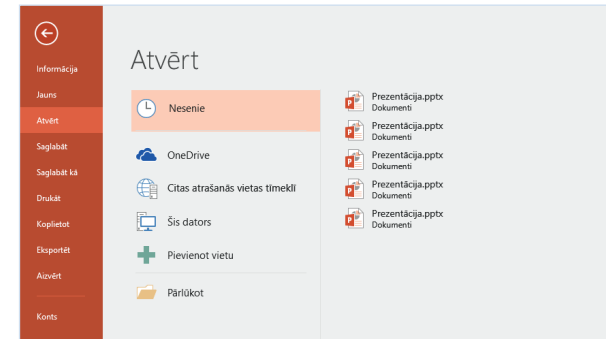 Informācija
Jauns
Atvērt
Saglabāt
Saglabāt kā
Drukāt
Koplietot
Eksportēt
Aizvērt
Konts
Atvērt
Nesenie
OneDrive
Citas atrašanās vietas tīmeklī
Šis dators
Pievienot vietu
Pārlūkot
Prezentācija.pptx
Dokumenti
Prezentācija.pptx
Dokumenti
Prezentācija.pptx
Dokumenti
Prezentācija.pptx
Dokumenti
Prezentācija.pptx
Dokumenti